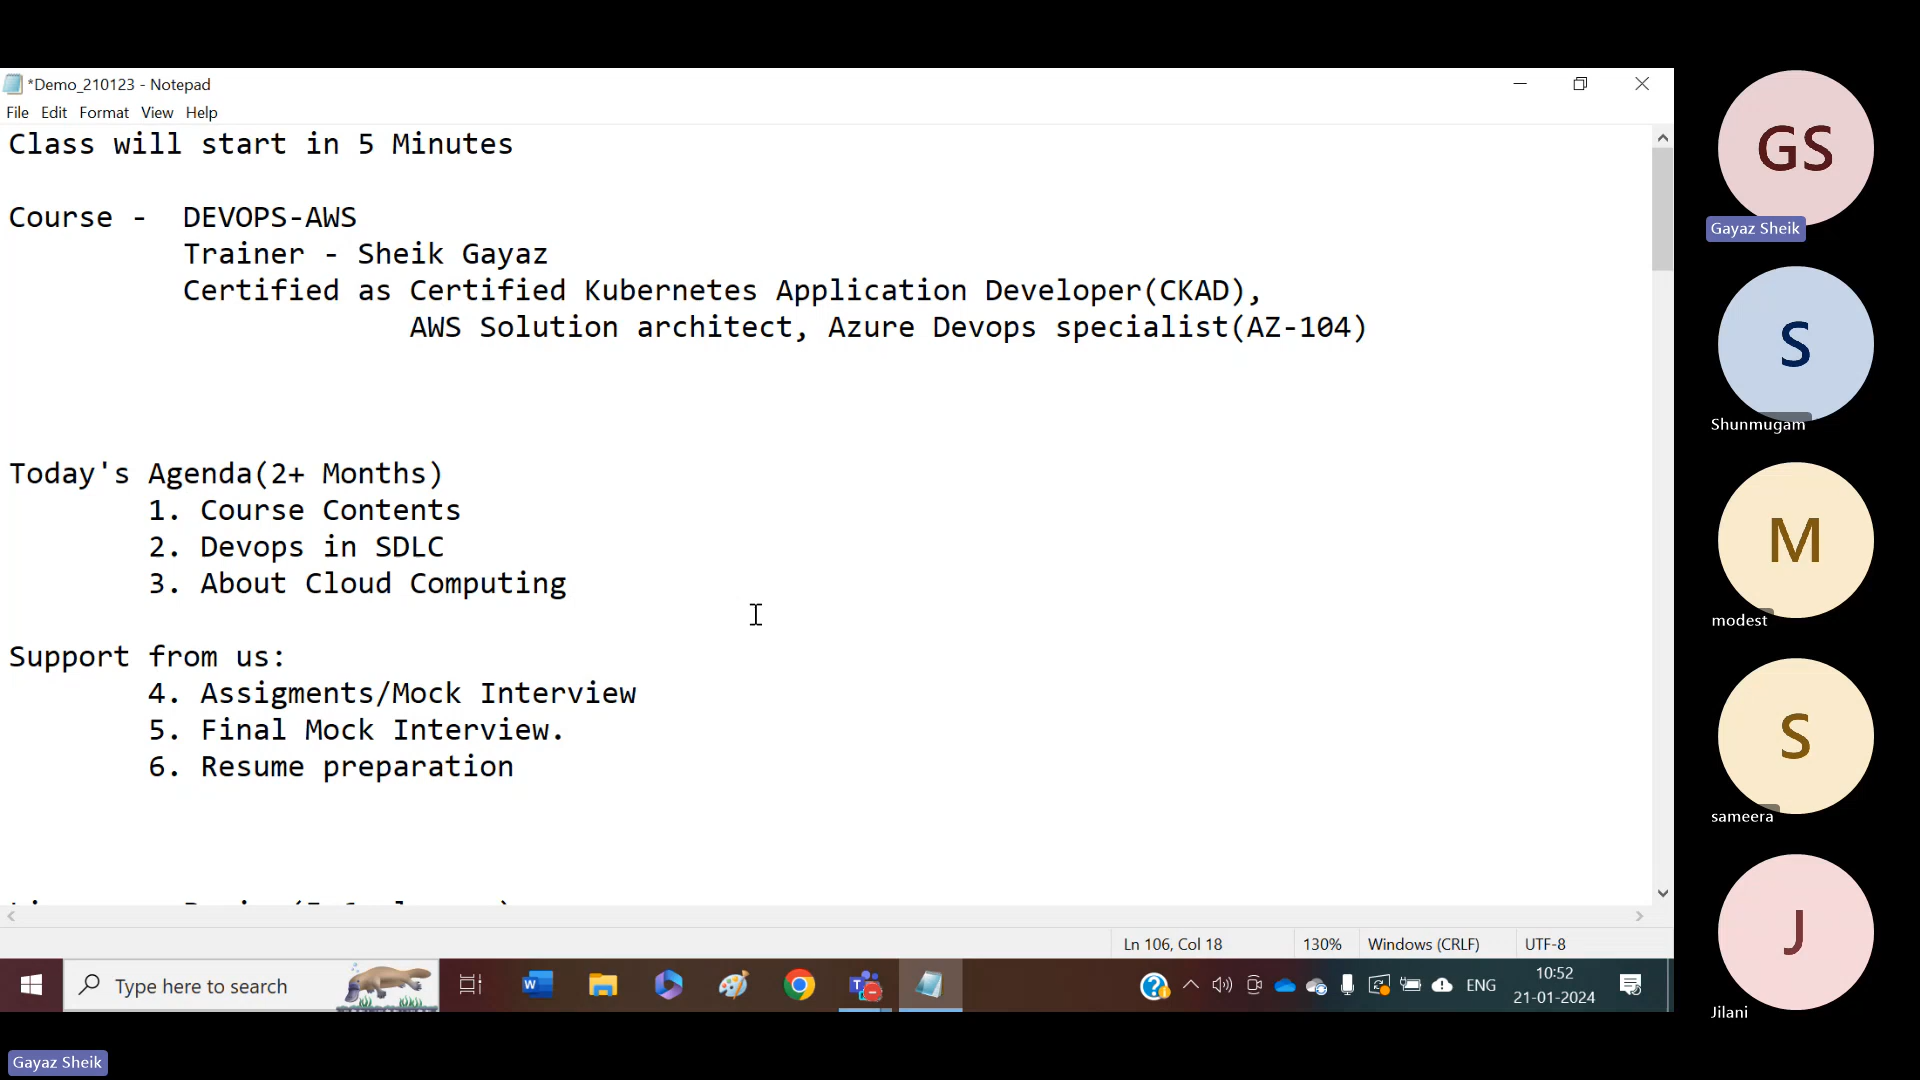 *Demo_210123 - Notepad
File Edit Format View Help
Class will start in 5 Minutes
Course - DEVOPS-AWS
Trainer - Sheik Gayaz
Certified as Certified Kubernetes Application Developer(CKAD),
AWS Solution architect, Azure Devops specialist(AZ-104)
Today's Agenda(2+ Months)
1. Course Contents
2. Devops in SDLC
3. About Cloud Computing
Support from us:
4. Assigments/Mock Interview
5. Final Mock Interview.
6. Resume preparation
Ln 106, Col 18
130%
Windows (CRLF)
UTF-8
Type here to search
ENG
10:52
21-01-2024
GS
Gayaz Sheik
S
Shunmugam
M
modest
S
sameera
J
Jilani
Gayaz Sheik